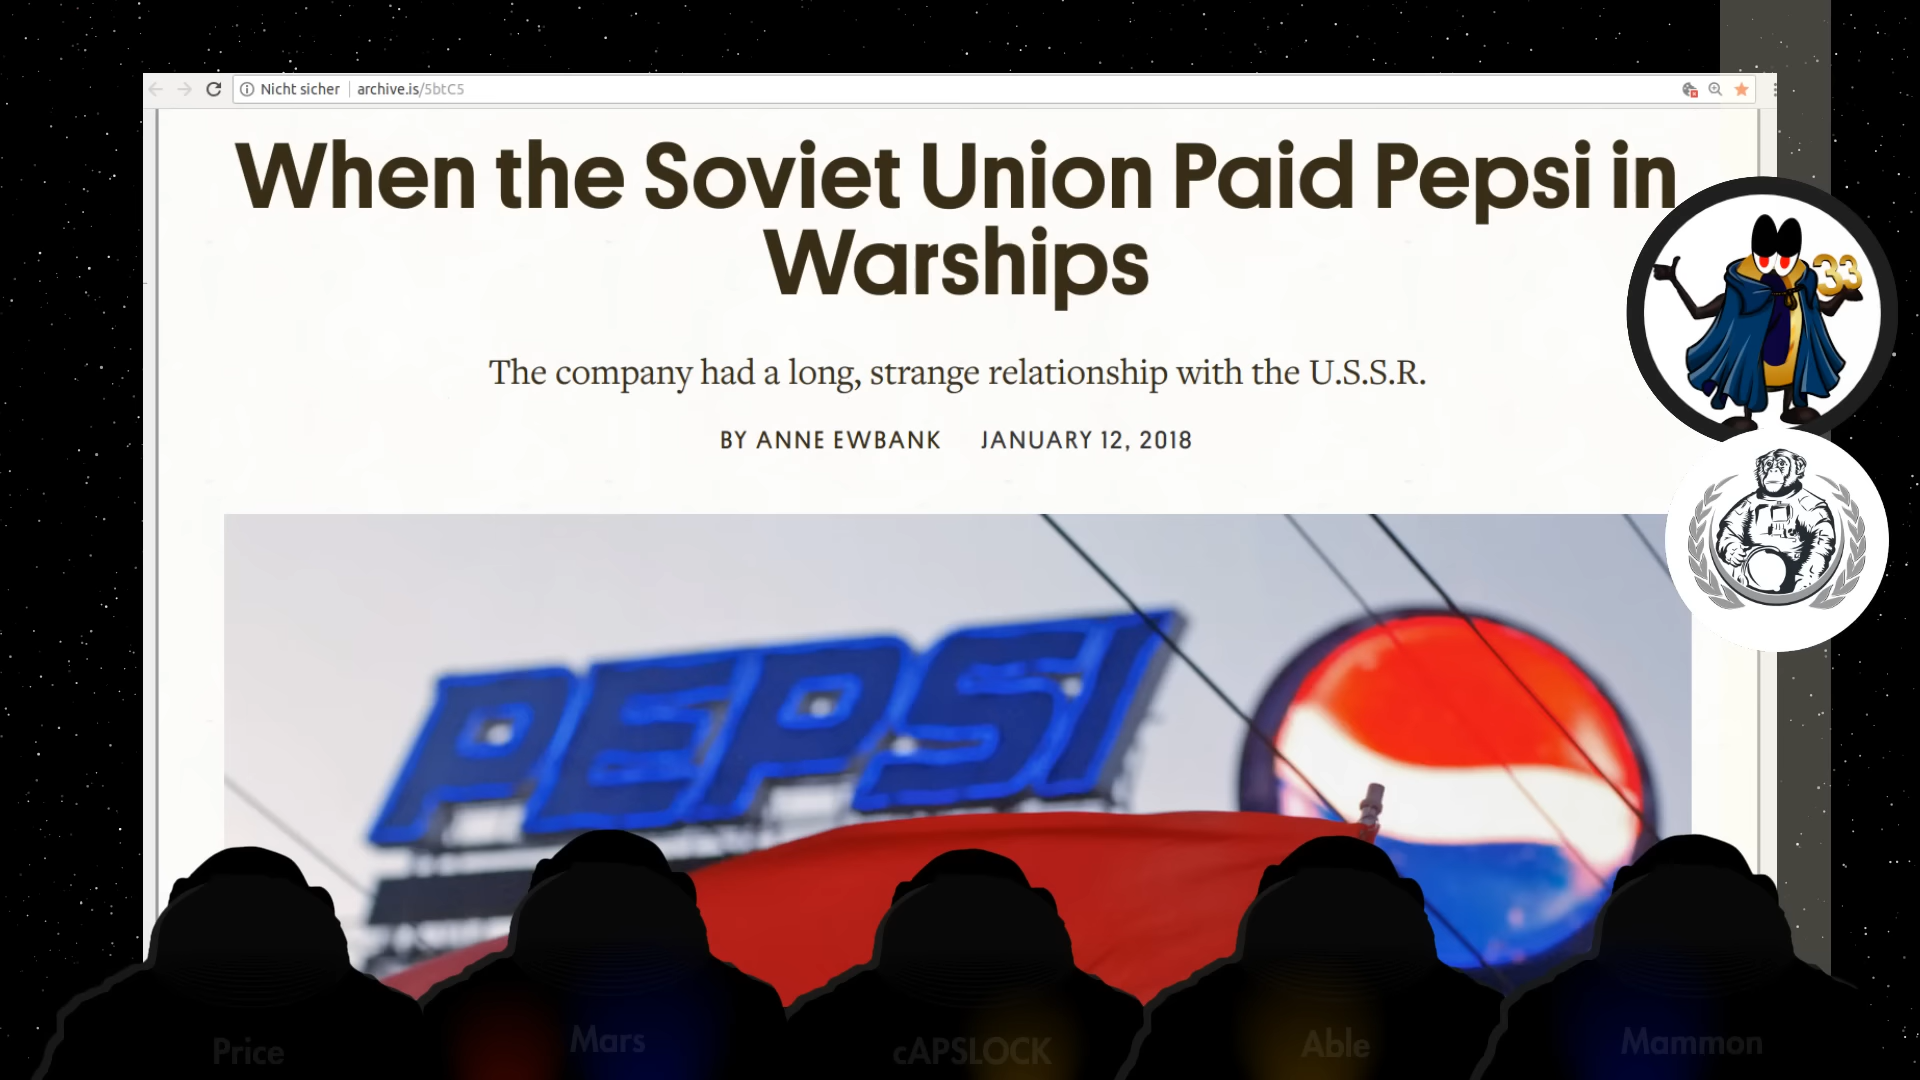 Nicht sicher archive.is/5btC5
When the Soviet Union Paid Pepsi in
Warships
The company had a long, strange relationship with the U.S.S.R.
BY ANNE EWBANK JANUARY 12, 2018
33
PEPSI
Price
Mars
cAPSLOCK
Able
Mammon